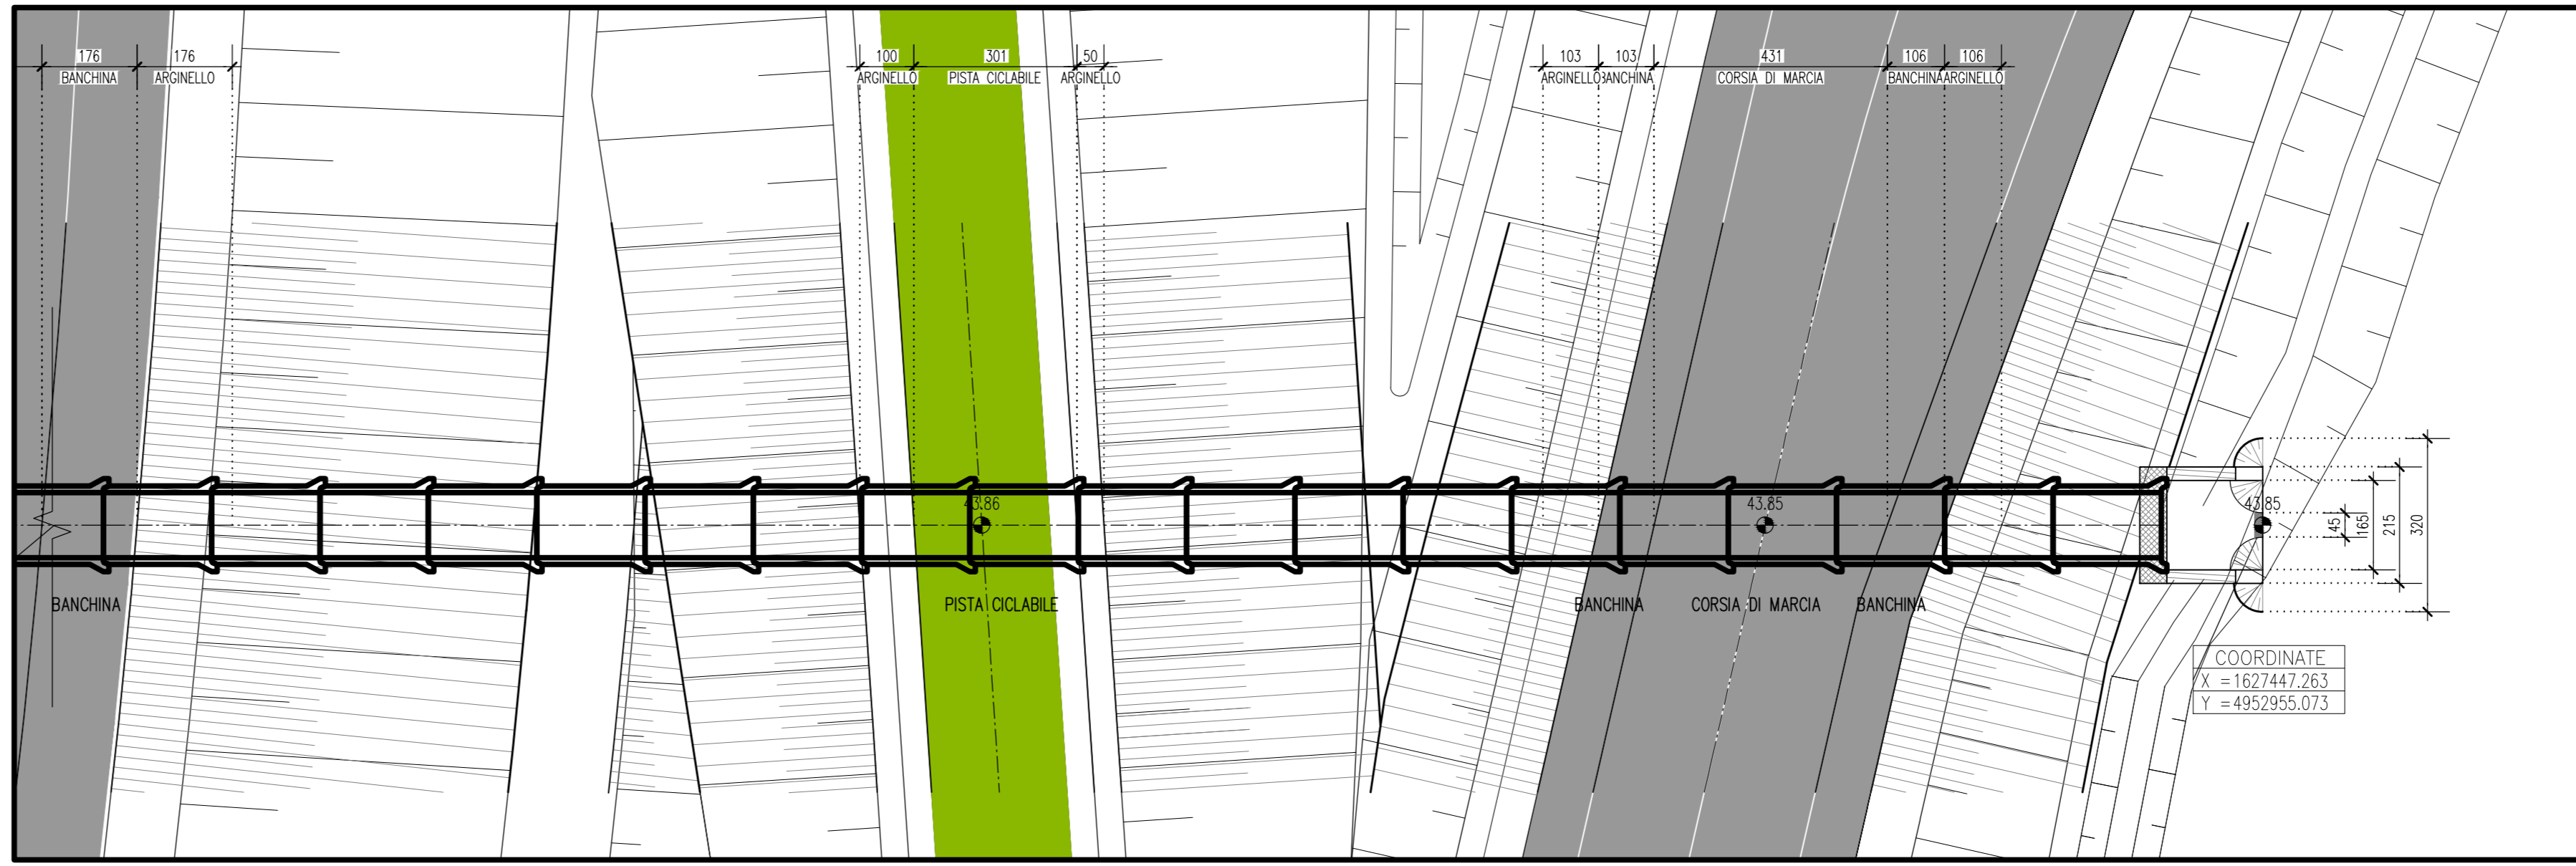 176 176 100 301 50 103 103 431 106 106
BANCHINA ARGINELLO ARGINELLO PISTA CICLABILE ARGINELLO ARGINELLO BANCHINA CORSIA DI MARCIA BANCHINA ARGINELLO
43.86 43.85 43.85
45 165 215 320
BANCHINA PISTA CICLABILE BANCHINA CORSIA DI MARCIA BANCHINA
COORDINATE
X =1627447.263
Y =4952955.073